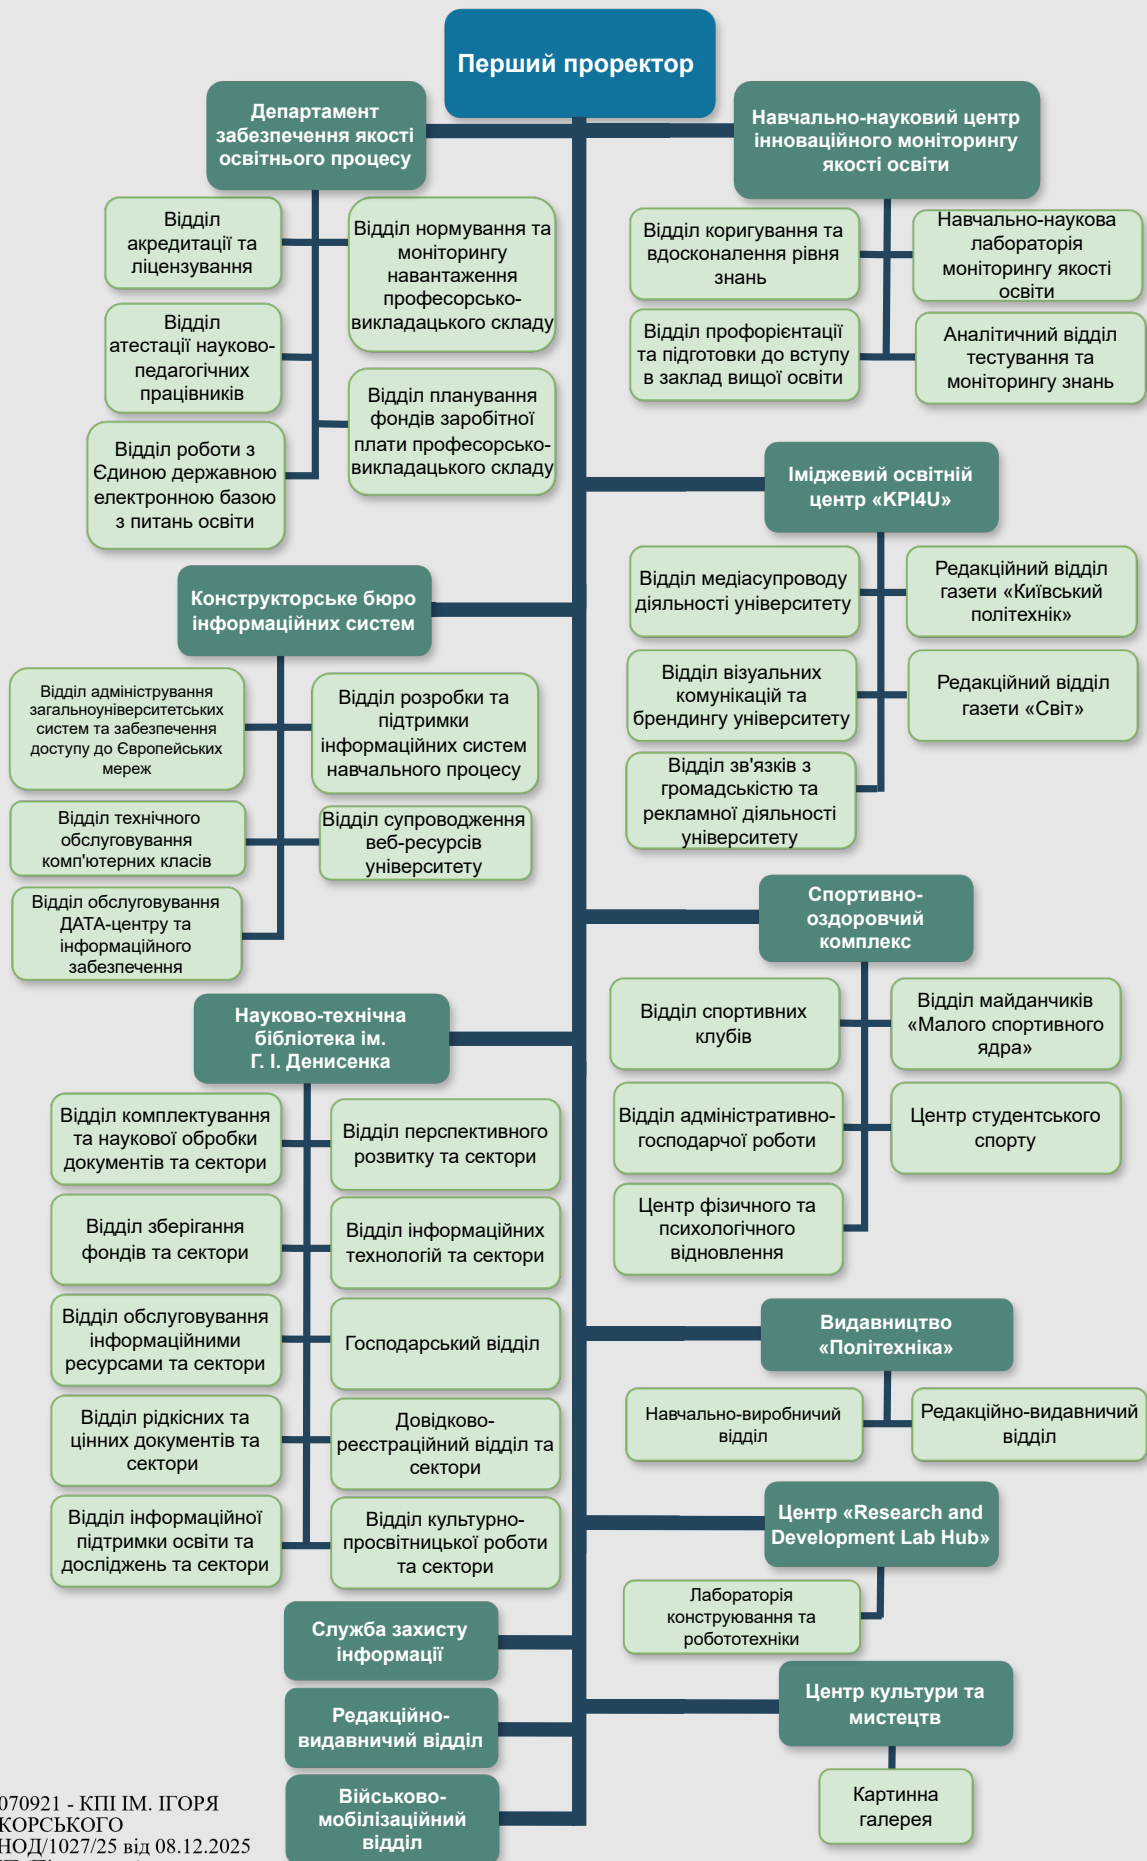 Перший проректор
Департамент
забезпечення якості
освітнього процесу
Відділ
акредитації та
ліцензування
Відділ нормування та
моніторингу
навантаження
професорсько-
викладацького складу
Відділ
атестації науково-
педагогічних
працівників
Відділ планування
фондів заробітної
плати професорсько-
викладацького складу
Відділ роботи з
Єдиною державною
електронною базою
з питань освіти
Навчально-науковий центр
інноваційного моніторингу
якості освіти
Відділ коригування та
вдосконалення рівня
знань
Навчально-наукова
лабораторія
моніторингу якості
освіти
Відділ профорієнтації
та підготовки до вступу
в заклад вищої освіти
Аналітичний відділ
тестування та
моніторингу знань
Іміджевий освітній
центр «KPI4U»
Відділ медіасупроводу
діяльності університету
Редакційний відділ
газети «Київський
політехнік»
Відділ візуальних
комунікацій та
брендингу університету
Редакційний відділ
газети «Світ»
Відділ зв'язків з
громадськістю та
рекламної діяльності
університету
Конструкторське бюро
інформаційних систем
Відділ адміністрування
загальноуніверситетських
систем та забезпечення
доступу до Європейських
мереж
Відділ розробки та
підтримки
інформаційних систем
навчального процесу
Відділ технічного
обслуговування
комп'ютерних класів
Відділ супроводження
веб-ресурсів
університету
Відділ обслуговування
ДАТА-центру та
інформаційного
забезпечення
Спортивно-
оздоровчий
комплекс
Відділ спортивних
клубів
Відділ майданчиків
«Малого спортивного
ядра»
Відділ адміністративно-
господарчої роботи
Центр студентського
спорту
Центр фізичного та
психологічного
відновлення
Науково-технічна
бібліотека ім.
Г. І. Денисенка
Відділ комплектування
та наукової обробки
документів та сектори
Відділ перспективного
розвитку та сектори
Відділ зберігання
фондів та сектори
Відділ інформаційних
технологій та сектори
Відділ обслуговування
інформаційними
ресурсами та сектори
Господарський відділ
Відділ рідкісних та
цінних документів та
сектори
Довідково-
реєстраційний відділ та
сектори
Відділ інформаційної
підтримки освіти та
досліджень та сектори
Відділ культурно-
просвітницької роботи
та сектори
Видавництво
«Політехніка»
Навчально-виробничий
відділ
Редакційно-видавничий
відділ
Центр «Research and
Development Lab Hub»
Лабораторія
конструювання та
робототехніки
Служба захисту
інформації
Редакційно-
видавничий відділ
Військово-
мобілізаційний
відділ
Центр культури та
мистецтв
Картинна
галерея
070921 - КПІ ІМ. ІГОРЯ
КОРСЬКОГО
НОД/1027/25 від 08.12.2025